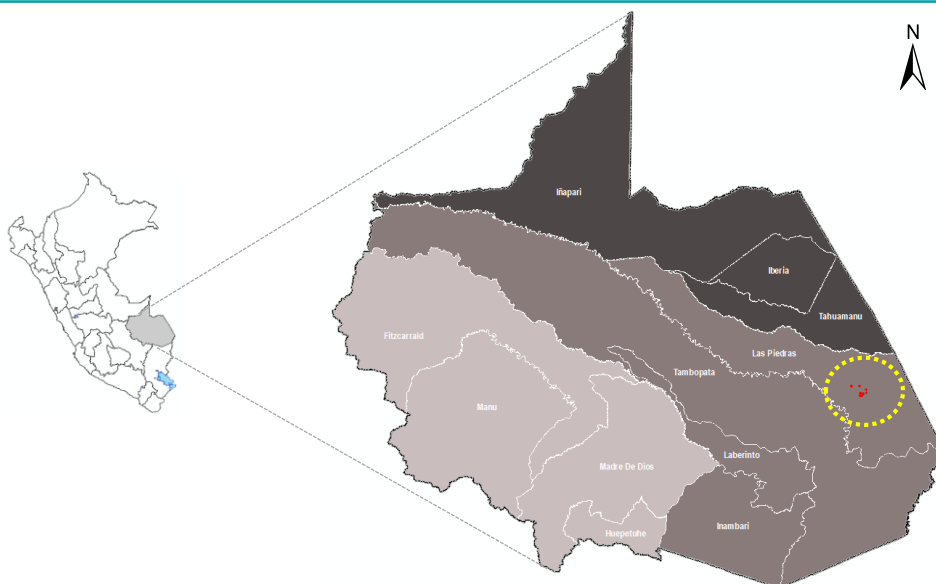 N
Iñapari
Iberia
Tahuamanu
Fitzcarrald
Las Piedras
Tambopata
Manu
Laberinto
Madre De Dios
Inambari
Huepetuhe